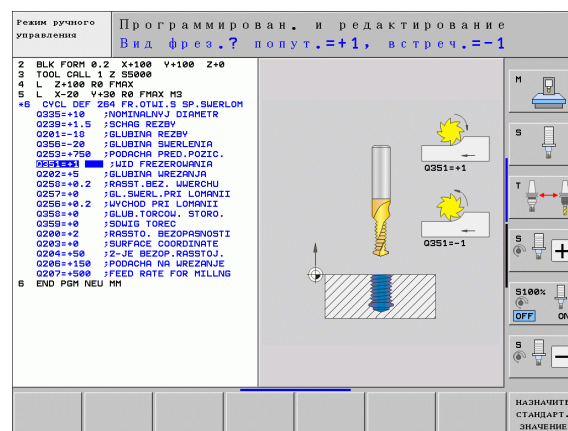 Режим ручного
управления
Программиро ван. и редактирование
Вид фрез.? попут.=+1, встреч.=-1
2 BLK FORM 0.2 X+100 Y+100 Z+0
3 TOOL CALL 1 Z S5000
4 L Z+100 R0 FMAX
5 L X-20 Y+30 R0 FMAX M3
*6 CYCL DEF 264 FR.OTWI.S SP.SWERLOM
Q335=+10 ;NOMINALNYJ DIAMETR
Q239=+1.5 ;SCHAG REZBY
Q201=-18 ;GLUBINA REZBY
Q356=-20 ;GLUBINA SWERLENIA
Q253=+750 ;PODACHA PRED.POZIC.
Q351=+1 ;WID FREZEROWANIA
Q202=+5 ;GLUBINA WREZANJA
Q258=+0.2 ;RASST.BEZ. WWERCHU
Q257=+0 ;GL.SWERL.PRI LOMANII
Q256=+0.2 ;WYCHOD PRI LOMANII
Q358=+0 ;GLUB.TORCOW. STORO.
Q359=+0 ;SDWIG TOREC
Q200=+2 ;RASSTO. BEZOPASNOSTI
Q203=+0 ;SURFACE COORDINATE
Q204=+50 ;2-JE BEZOP.RASSTOJ.
Q206=+150 ;PODACHA NA WREZANJE
Q207=+500 ;FEED RATE FOR MILLNG
6 END PGM NEU MM
Q351=+1
Q351=-1
M
S
T
S
+
S100%
OFF ON
S
−
НАЗНАЧИТЬ
СТАНДАРТ.
ЗНАЧЕНИЕ